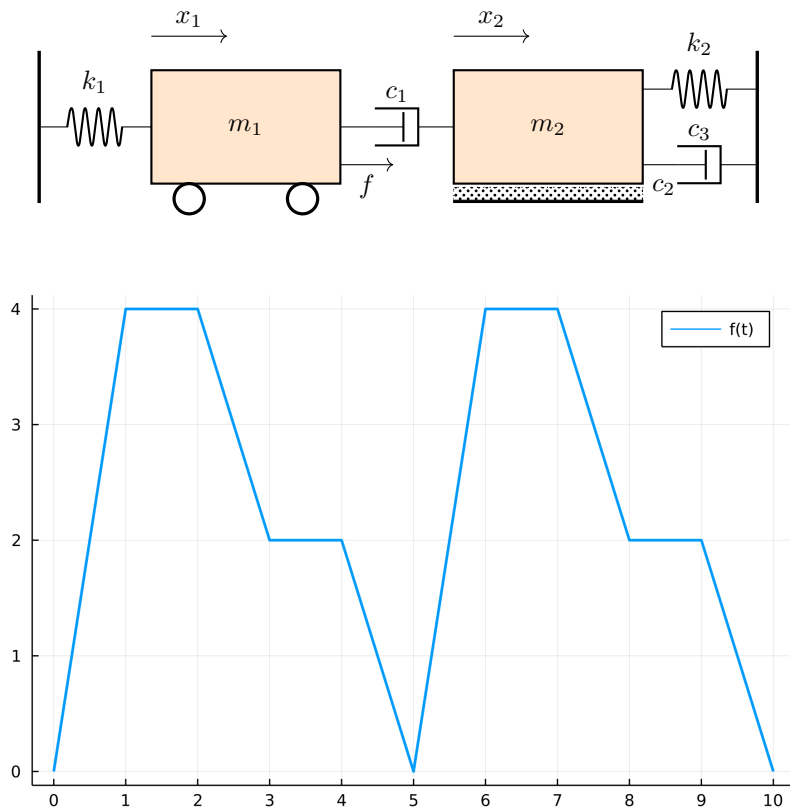 x₁ x₂
k₁ m₁ c₁ m₂ k₂
c₃
f c₂
4
3
2
1
0
f(t)
0 1 2 3 4 5 6 7 8 9 10